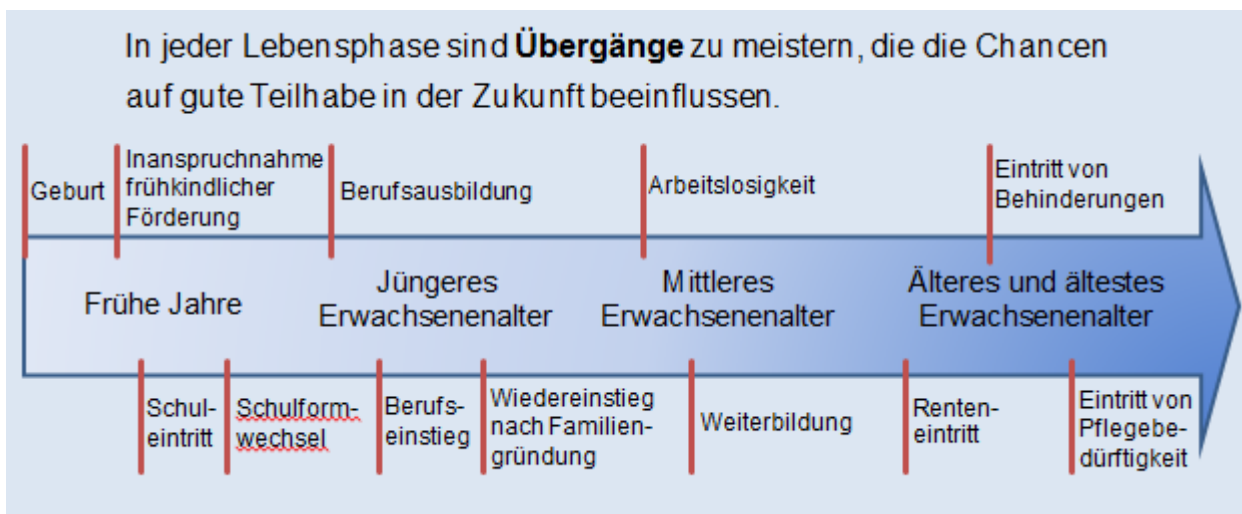 In jeder Lebensphase sind Übergänge zu meistern, die die Chancen
auf gute Teilhabe in der Zukunft beeinflussen.
Geburt
Inanspruchnahme
frühkindlicher
Förderung
Berufsausbildung
Arbeitslosigkeit
Eintritt von
Behinderungen
Frühe Jahre
Jüngeres
Erwachsenenalter
Mittleres
Erwachsenenalter
Älteres und ältestes
Erwachsenenalter
Schul-
eintritt
Schulform-
wechsel
Berufs-
einstieg
Wiedereinstieg
nach Familien-
gründung
Weiterbildung
Renten-
eintritt
Eintritt von
Pflegebe-
dürftigkeit